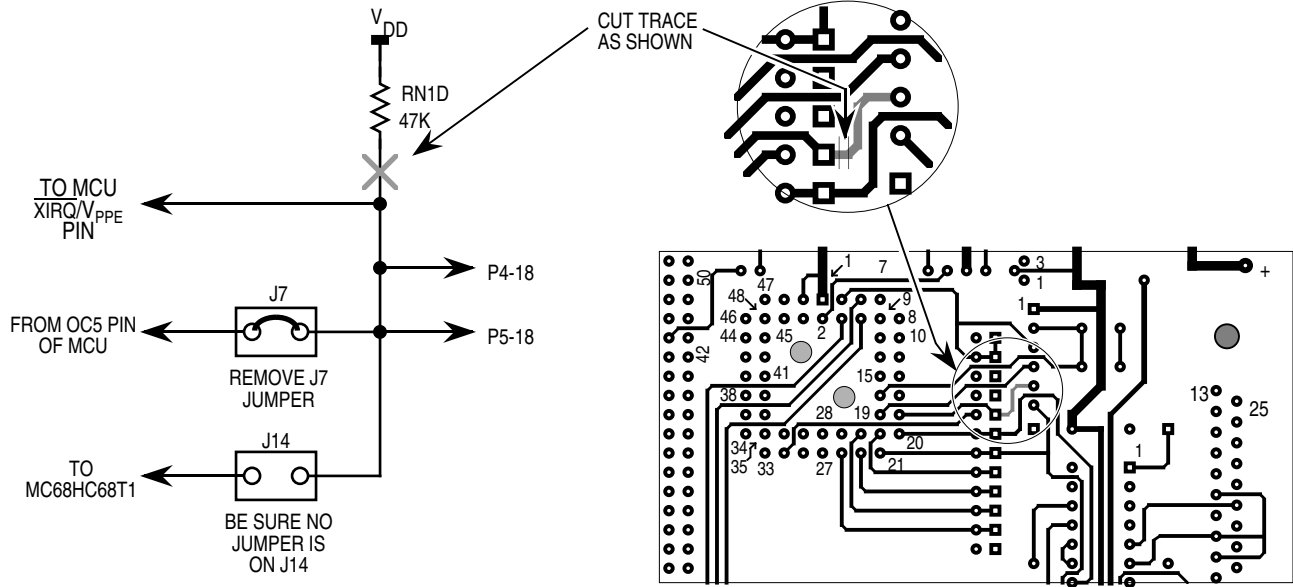 VDD
RN1D
47K
CUT TRACE
AS SHOWN
TO MCU
XIRQ/VPPE
PIN
P4-18
J7
FROM OC5 PIN
OF MCU
P5-18
REMOVE J7
JUMPER
J14
TO
MC68HC68T1
BE SURE NO
JUMPER IS
ON J14
50
47
1
7
3
1
+
48
9
1
46
45
2
8
44
10
42
41
15
38
13
25
28
19
34
20
35
33
27
21
1